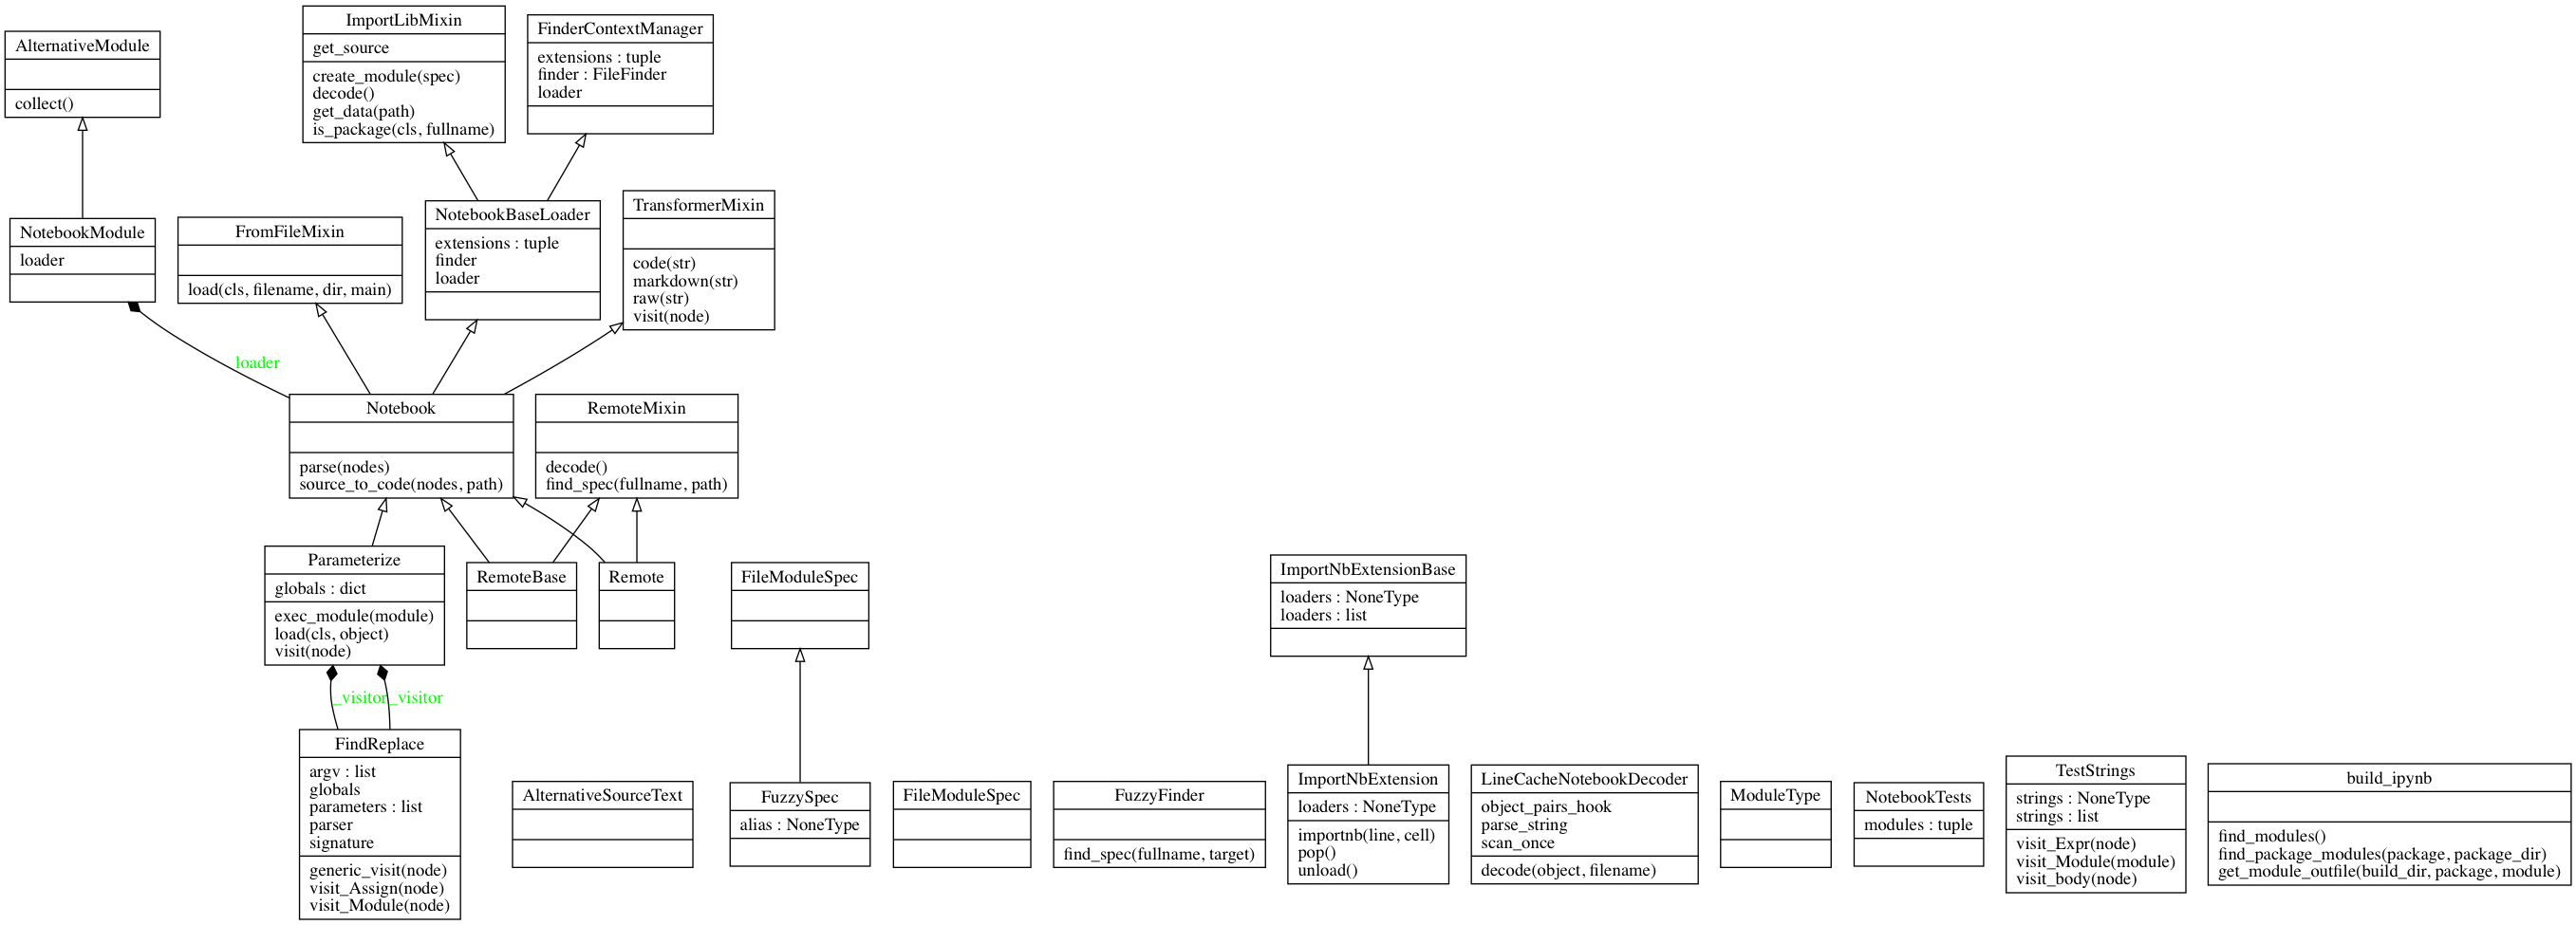 AlternativeModule
collect()
ImportLibMixin
get_source
create_module(spec)
decode()
get_data(path)
is_package(cls, fullname)
FinderContextManager
extensions : tuple
finder : FileFinder
loader
NotebookModule
loader
FromFileMixin
load(cls, filename, dir, main)
NotebookBaseLoader
extensions : tuple
finder
loader
TransformerMixin
code(str)
markdown(str)
raw(str)
visit(node)
loader
Notebook
parse(nodes)
source_to_code(nodes, path)
RemoteMixin
decode()
find_spec(fullname, path)
Parameterize
globals : dict
exec_module(module)
load(cls, object)
visit(node)
RemoteBase
Remote
FileModuleSpec
ImportNbExtensionBase
loaders : NoneType
loaders : list
_visitor
_visitor
FindReplace
argv : list
globals
parameters : list
parser
signature
generic_visit(node)
visit_Assign(node)
visit_Module(node)
AlternativeSourceText
FuzzySpec
alias : NoneType
FileModuleSpec
FuzzyFinder
find_spec(fullname, target)
ImportNbExtension
loaders : NoneType
importnb(line, cell)
pop()
unload()
LineCacheNotebookDecoder
object_pairs_hook
parse_string
scan_once
decode(object, filename)
ModuleType
NotebookTests
modules : tuple
TestStrings
strings : NoneType
strings : list
visit_Expr(node)
visit_Module(module)
visit_body(node)
build_ipynb
find_modules()
find_package_modules(package, package_dir)
get_module_outfile(build_dir, package, module)